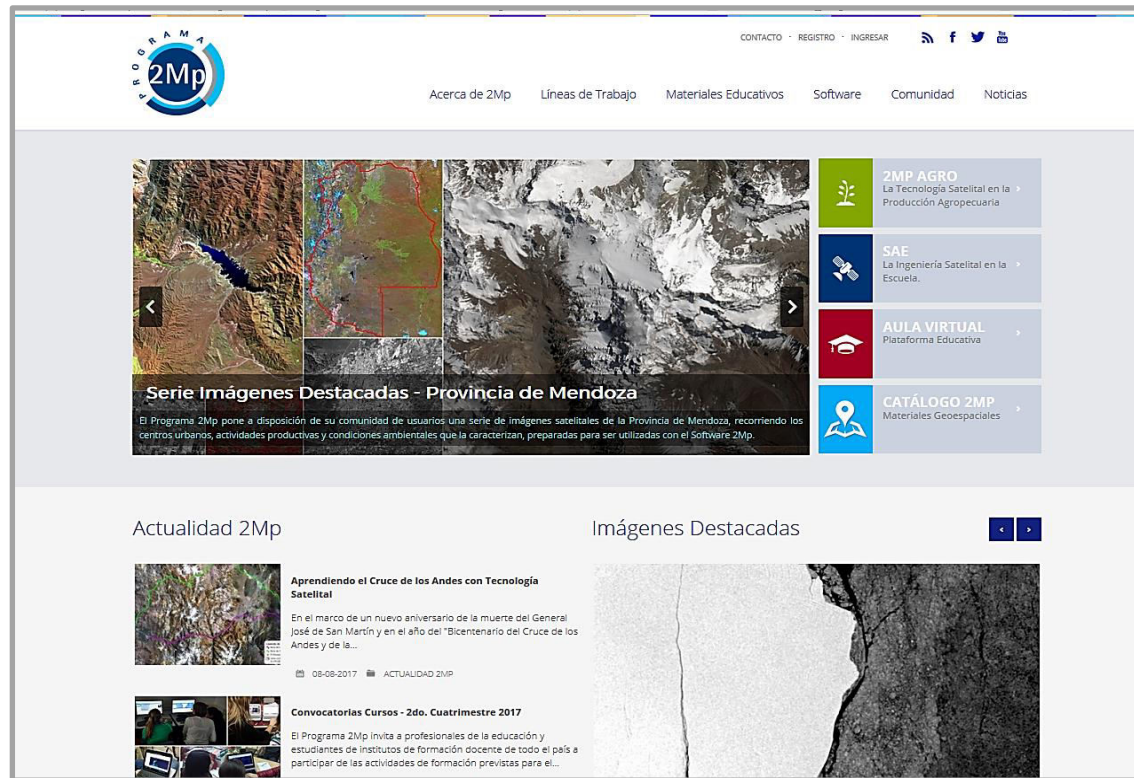 PROGRAMA
2Mp
CONTACTO · REGISTRO · INGRESAR
You
Tube
Acerca de 2Mp Líneas de Trabajo Materiales Educativos Software Comunidad Noticias
Serie Imágenes Destacadas - Provincia de Mendoza
El Programa 2Mp pone a disposición de su comunidad de usuarios una serie de imágenes satelitales de la Provincia de Mendoza, recorriendo los
centros urbanos, actividades productivas y condiciones ambientales que la caracterizan, preparadas para ser utilizadas con el Software 2Mp.
2MP AGRO
La Tecnología Satelital en la
Producción Agropecuaria
SAE
La Ingeniería Satelital en la
Escuela.
AULA VIRTUAL
Plataforma Educativa
CATÁLOGO 2MP
Materiales Geoespaciales
Actualidad 2Mp
Aprendiendo el Cruce de los Andes con Tecnología
Satelital
En el marco de un nuevo aniversario de la muerte del General
José de San Martín y en el año del "Bicentenario del Cruce de los
Andes y de la...
08-08-2017 ACTUALIDAD 2MP
Convocatorias Cursos - 2do. Cuatrimestre 2017
El Programa 2Mp invita a profesionales de la educación y
estudiantes de institutos de formación docente de todo el país a
participar de las actividades de formación previstas para el...
Imágenes Destacadas